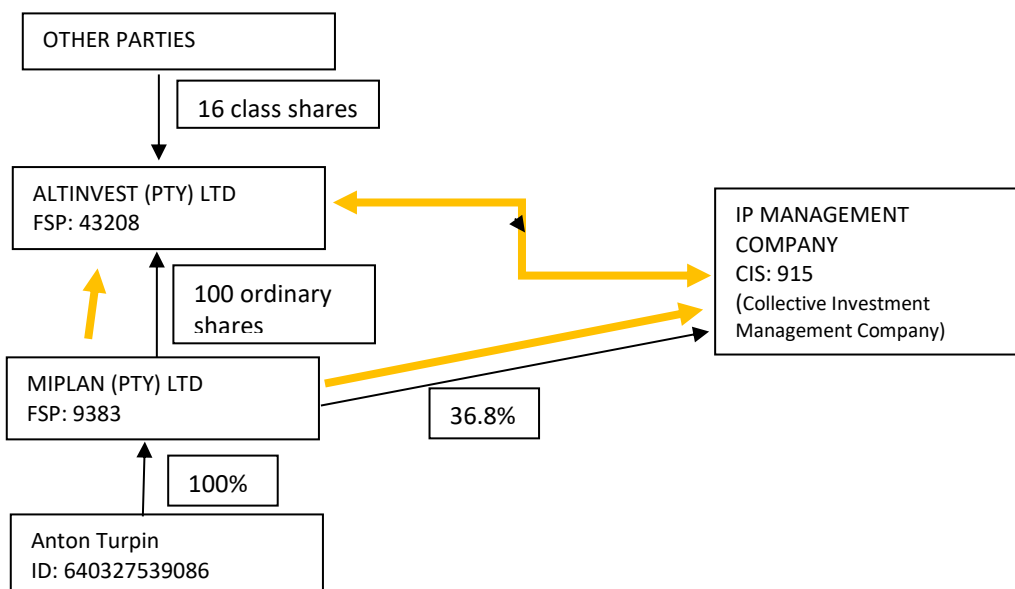 OTHER PARTIES
16 class shares
ALTINVEST (PTY) LTD
FSP: 43208
IP MANAGEMENT
COMPANY
CIS: 915
(Collective Investment
Management Company)
100 ordinary
shares
MIPLAN (PTY) LTD
FSP: 9383
36.8%
100%
Anton Turpin
ID: 640327539086